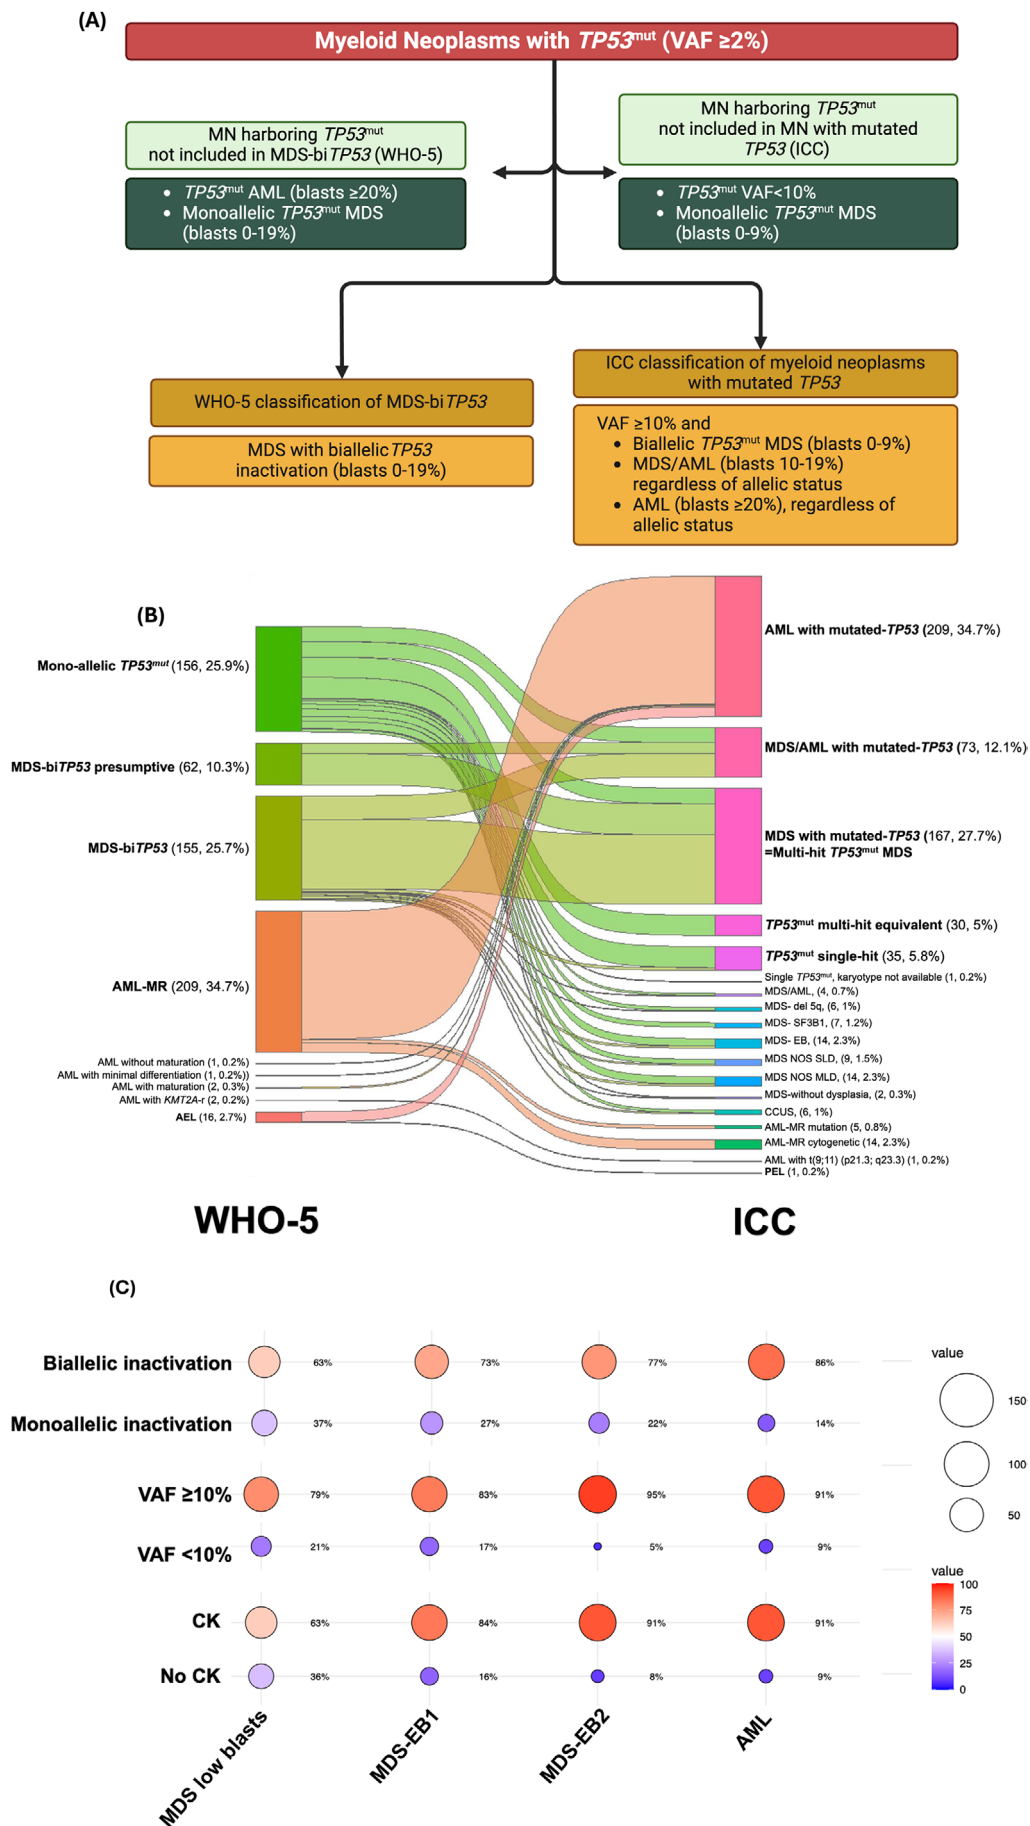 (A)
Myeloid Neoplasms with TP53mut (VAF ≥2%)
MN harboring TP53mut
not included in MDS-biTP53 (WHO-5)
• TP53mut AML (blasts ≥20%)
• Monoallelic TP53mut MDS
(blasts 0-19%)
MN harboring TP53mut
not included in MN with mutated
TP53 (ICC)
• TP53mut VAF<10%
• Monoallelic TP53mut MDS
(blasts 0-9%)
WHO-5 classification of MDS-biTP53
MDS with biallelicTP53
inactivation (blasts 0-19%)
ICC classification of myeloid neoplasms
with mutated TP53
VAF ≥10% and
• Biallelic TP53mut MDS (blasts 0-9%)
• MDS/AML (blasts 10-19%)
regardless of allelic status
• AML (blasts ≥20%), regardless of
allelic status
(B)
Mono-allelic TP53mut (156, 25.9%)
MDS-biTP53 presumptive (62, 10.3%)
MDS-biTP53 (155, 25.7%)
AML-MR (209, 34.7%)
AML without maturation (1, 0.2%)
AML with minimal differentiation (1, 0.2%))
AML with maturation (2, 0.3%)
AML with KMT2A-r (2, 0.2%)
AEL (16, 2.7%)
AML with mutated-TP53 (209, 34.7%)
MDS/AML with mutated-TP53 (73, 12.1%)
MDS with mutated-TP53 (167, 27.7%)
=Multi-hit TP53mut MDS
TP53mut multi-hit equivalent (30, 5%)
TP53mut single-hit (35, 5.8%)
Single TP53mut, karyotype not available (1, 0.2%)
MDS/AML, (4, 0.7%)
MDS- del 5q, (6, 1%)
MDS- SF3B1, (7, 1.2%)
MDS- EB, (14, 2.3%)
MDS NOS SLD, (9, 1.5%)
MDS NOS MLD, (14, 2.3%)
MDS-without dysplasia, (2, 0.3%)
CCUS, (6, 1%)
AML-MR mutation (5, 0.8%)
AML-MR cytogenetic (14, 2.3%)
AML with t(9;11) (p21.3; q23.3) (1, 0.2%)
PEL (1, 0.2%)
WHO-5
ICC
(C)
Biallelic inactivation 63% 73% 77% 86%
Monoallelic inactivation 37% 27% 22% 14%
VAF ≥10% 79% 83% 95% 91%
VAF <10% 21% 17% 5% 9%
CK 63% 84% 91% 91%
No CK 36% 16% 8% 9%
MDS low blasts
MDS-EB1
MDS-EB2
AML
value
150
100
50
value
100
75
50
25
0